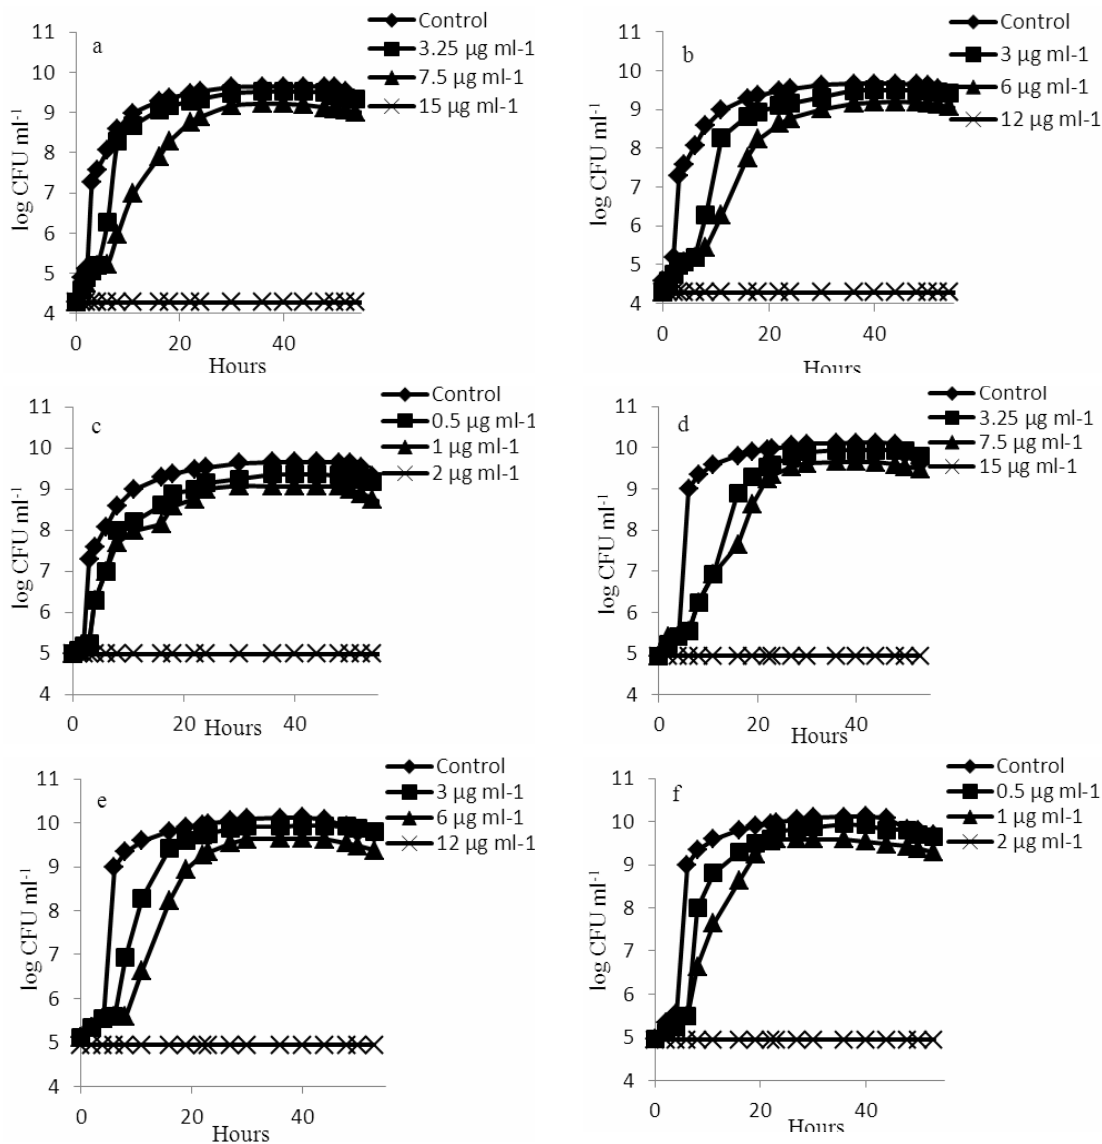 a
Control
3.25 µg ml-1
7.5 µg ml-1
15 µg ml-1
11
10
9
8
7
6
5
4
log CFU ml-1
0
20
40
Hours
b
Control
3 µg ml-1
6 µg ml-1
12 µg ml-1
11
10
9
8
7
6
5
4
log CFU ml-1
0
20
40
Hours
c
Control
0.5 µg ml-1
1 µg ml-1
2 µg ml-1
11
10
9
8
7
6
5
4
log CFU ml-1
0
20
40
Hours
d
Control
3.25 µg ml-1
7.5 µg ml-1
15 µg ml-1
11
10
9
8
7
6
5
4
log CFU ml-1
0
20
40
Hours
e
Control
3 µg ml-1
6 µg ml-1
12 µg ml-1
11
10
9
8
7
6
5
4
log CFU ml-1
0
20
40
Hours
f
Control
0.5 µg ml-1
1 µg ml-1
2 µg ml-1
11
10
9
8
7
6
5
4
log CFU ml-1
0
20
40
Hours